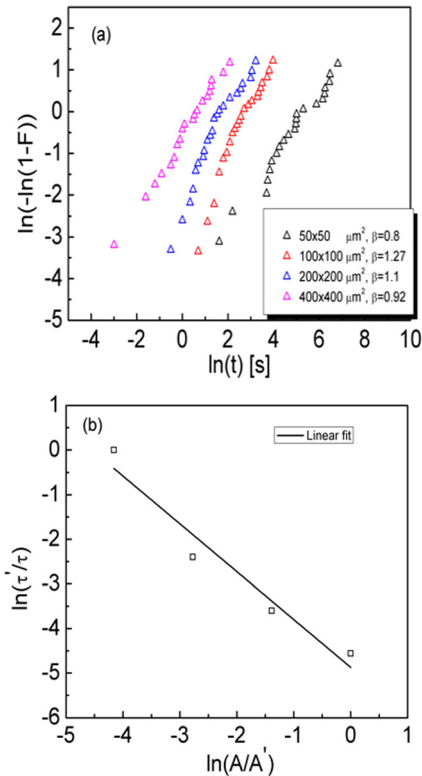 (a)
2
1
0
-1
-2
-3
-4
-5
ln(-ln(1-F))
50x50 μm², β=0.8
100x100 μm², β=1.27
200x200 μm², β=1.1
400x400 μm², β=0.92
-4 -2 0 2 4 6 8 10
ln(t) [s]
(b)
1
0
-1
-2
-3
-4
-5
-6
ln(τ'/τ)
Linear fit
-5 -4 -3 -2 -1 0 1
ln(A/A')